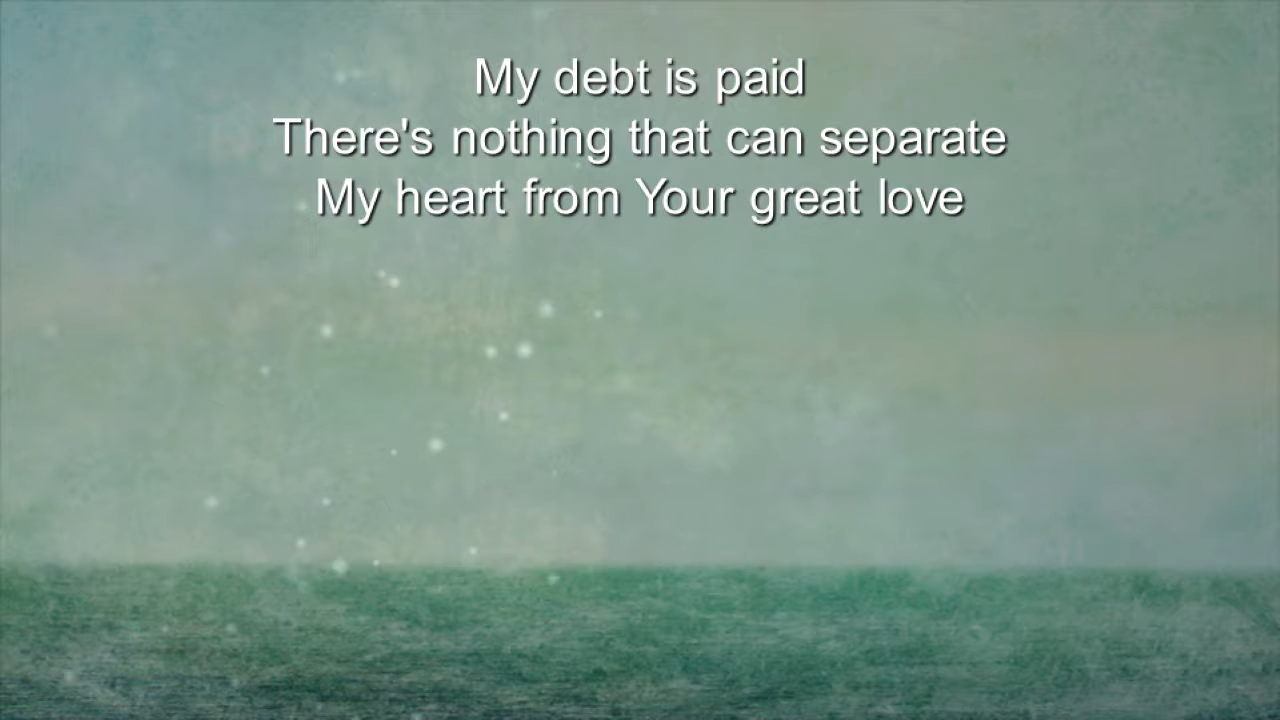 My debt is paid
There's nothing that can separate
My heart from Your great love